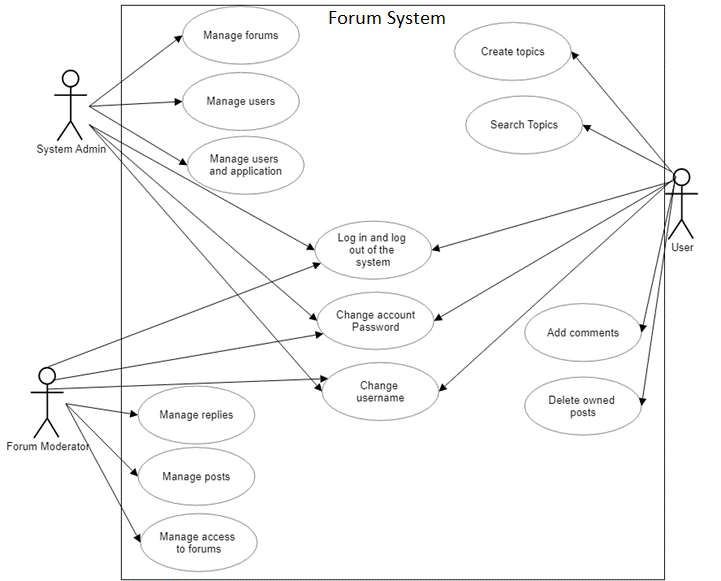 Forum System
Manage forums
Create topics
Manage users
Search Topics
System Admin
Manage users
and application
Log in and log
out of the
system
User
Change account
Password
Add comments
Change
username
Delete owned
posts
Manage replies
Forum Moderator
Manage posts
Manage access
to forums